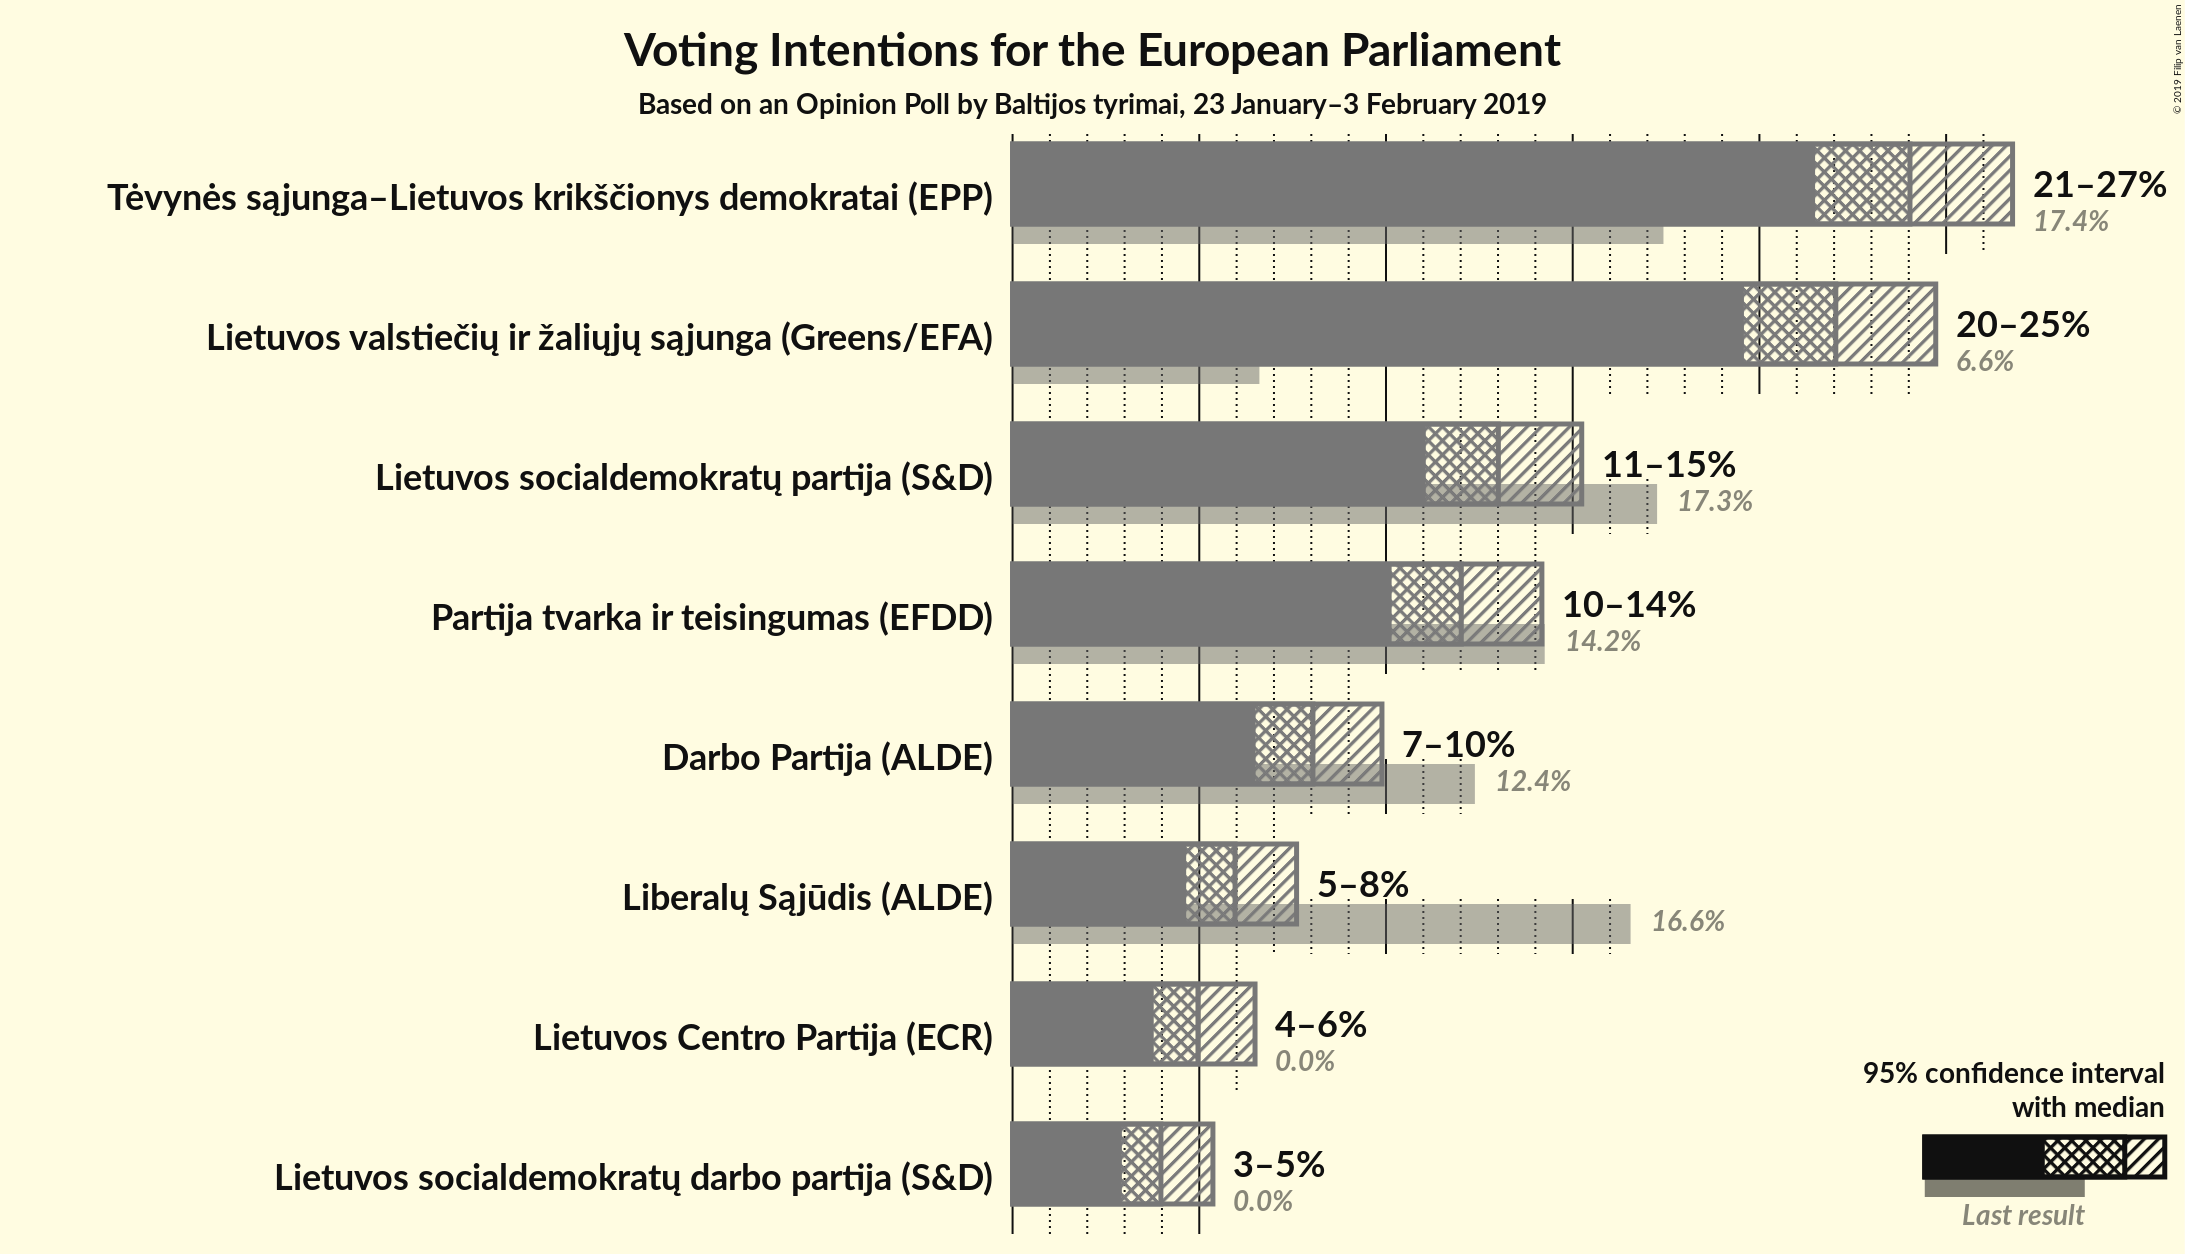 Voting Intentions for the European Parliament
Based on an Opinion Poll by Baltijos tyrimai, 23 January–3 February 2019
© 2019 Filip van Laenen
Tėvynės sąjunga–Lietuvos krikščionys demokratai (EPP)
21–27%
17.4%
Lietuvos valstiečių ir žaliųjų sąjunga (Greens/EFA)
20–25%
6.6%
Lietuvos socialdemokratų partija (S&D)
11–15%
17.3%
Partija tvarka ir teisingumas (EFDD)
10–14%
14.2%
Darbo Partija (ALDE)
7–10%
12.4%
Liberalų Sąjūdis (ALDE)
5–8%
16.6%
Lietuvos Centro Partija (ECR)
4–6%
0.0%
Lietuvos socialdemokratų darbo partija (S&D)
3–5%
0.0%
95% confidence interval
with median
Last result